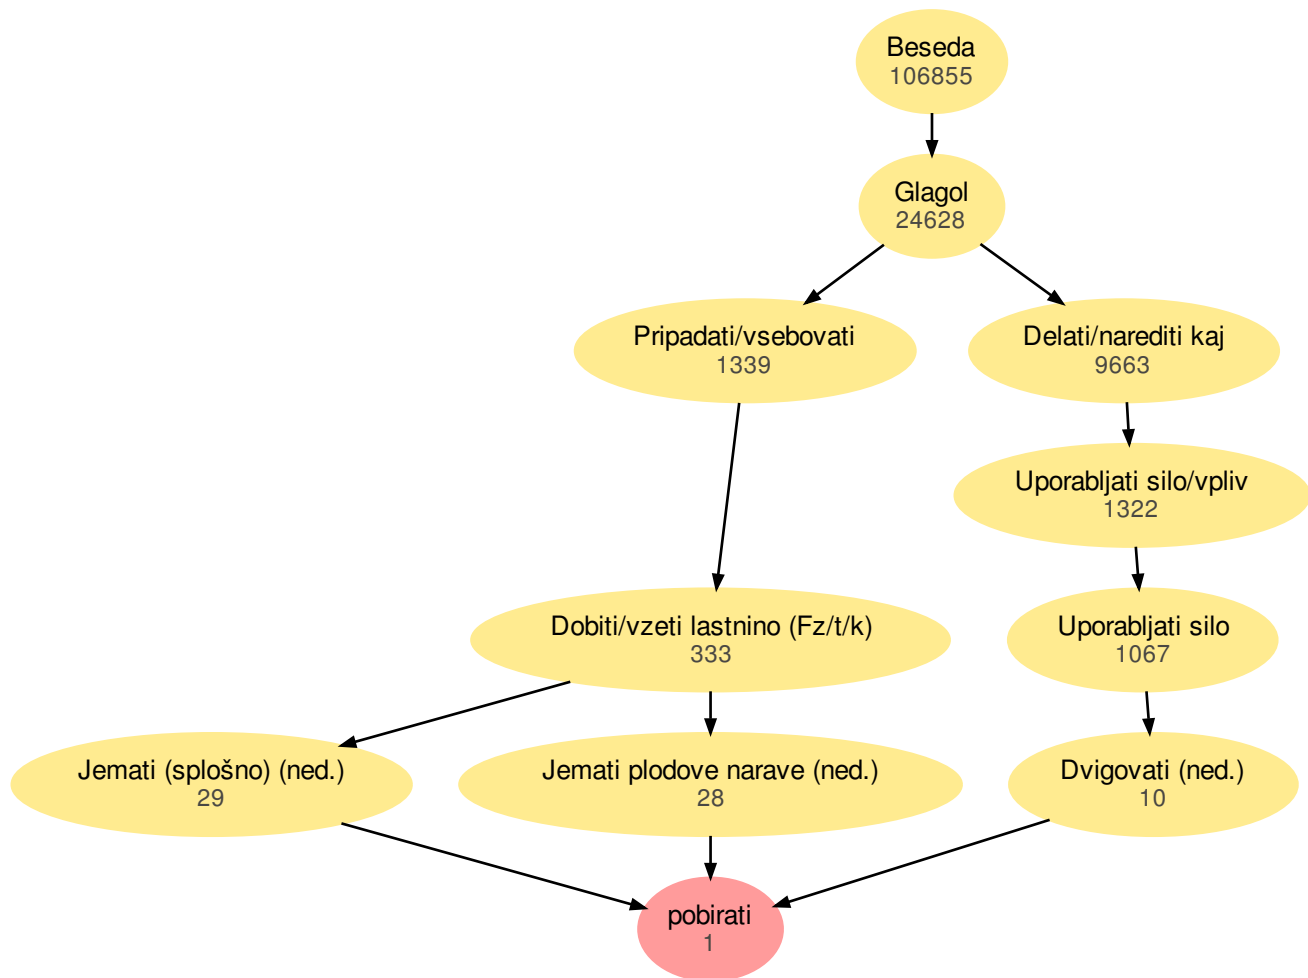 Beseda
106855
Glagol
24628
Pripadati/vsebovati
1339
Delati/narediti kaj
9663
Uporabljati silo/vpliv
1322
Dobiti/vzeti lastnino (Fz/t/k)
333
Uporabljati silo
1067
Jemati (splošno) (ned.)
29
Jemati plodove narave (ned.)
28
Dvigovati (ned.)
10
pobirati
1